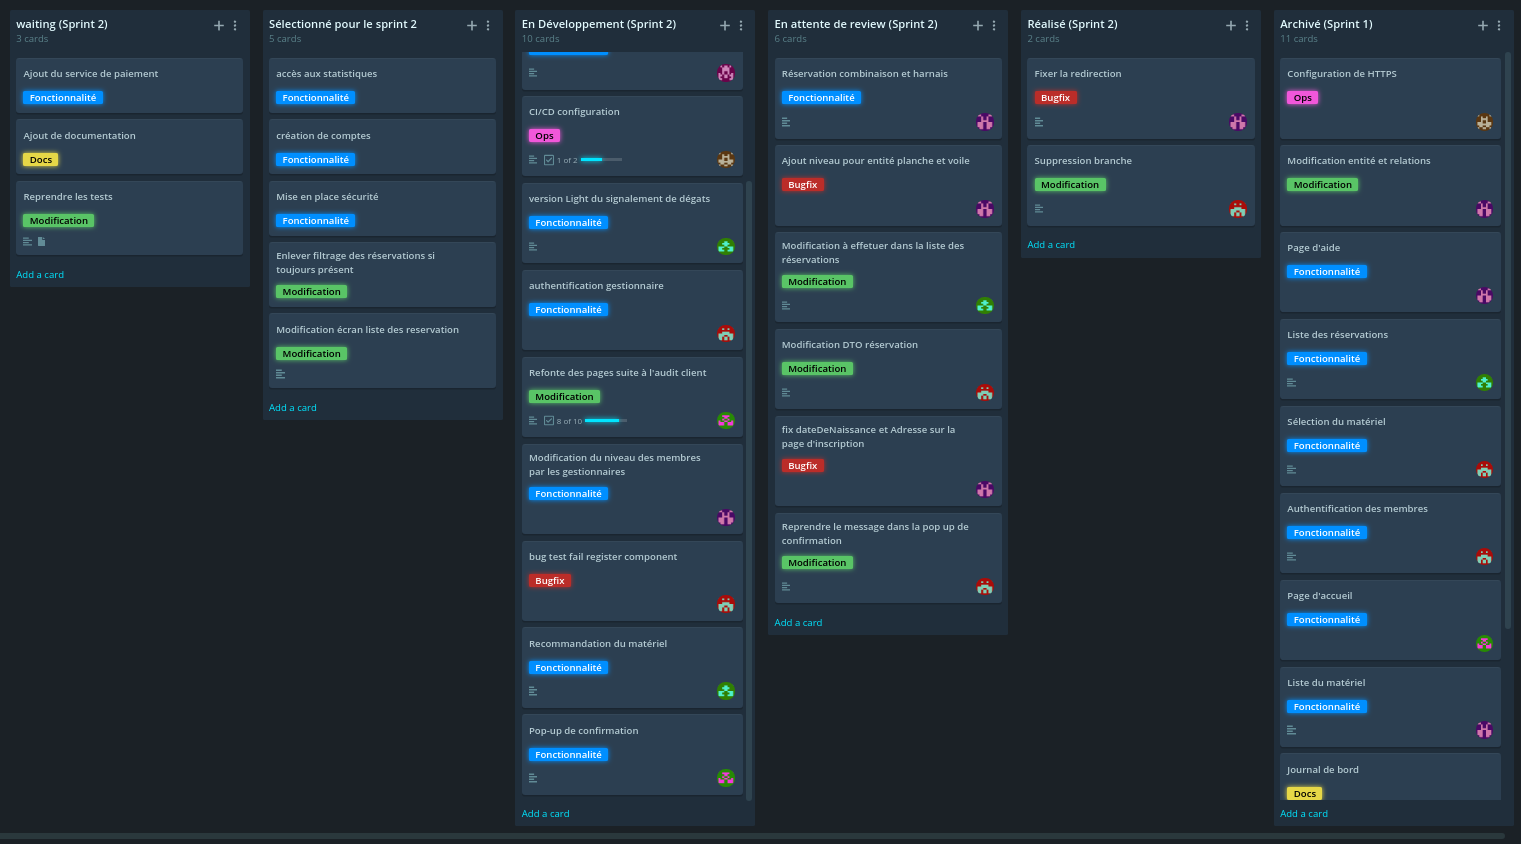 waiting (Sprint 2)
3 cards
Ajout du service de paiement
Fonctionnalité
Ajout de documentation
Docs
Reprendre les tests
Modification
Add a card
Sélectionné pour le sprint 2
5 cards
accès aux statistiques
Fonctionnalité
création de comptes
Fonctionnalité
Mise en place sécurité
Fonctionnalité
Enlever filtrage des réservations si
toujours présent
Modification
Modification écran liste des reservation
Modification
Add a card
En Développement (Sprint 2)
10 cards
CI/CD configuration
Ops
1 of 2
version Light du signalement de dégats
Fonctionnalité
authentification gestionnaire
Fonctionnalité
Refonte des pages suite à l'audit client
Modification
8 of 10
Modification du niveau des membres
par les gestionnaires
Fonctionnalité
bug test fail register component
Bugfix
Recommandation du matériel
Fonctionnalité
Pop-up de confirmation
Fonctionnalité
Add a card
En attente de review (Sprint 2)
6 cards
Réservation combinaison et harnais
Fonctionnalité
Ajout niveau pour entité planche et voile
Bugfix
Modification à effetuer dans la liste des
réservations
Modification
Modification DTO réservation
Modification
fix dateDeNaissance et Adresse sur la
page d'inscription
Bugfix
Reprendre le message dans la pop up de
confirmation
Modification
Add a card
Réalisé (Sprint 2)
2 cards
Fixer la redirection
Bugfix
Suppression branche
Modification
Add a card
Archivé (Sprint 1)
11 cards
Configuration de HTTPS
Ops
Modification entité et relations
Modification
Page d'aide
Fonctionnalité
Liste des réservations
Fonctionnalité
Sélection du matériel
Fonctionnalité
Authentification des membres
Fonctionnalité
Page d'accueil
Fonctionnalité
Liste du matériel
Fonctionnalité
Journal de bord
Docs
Add a card